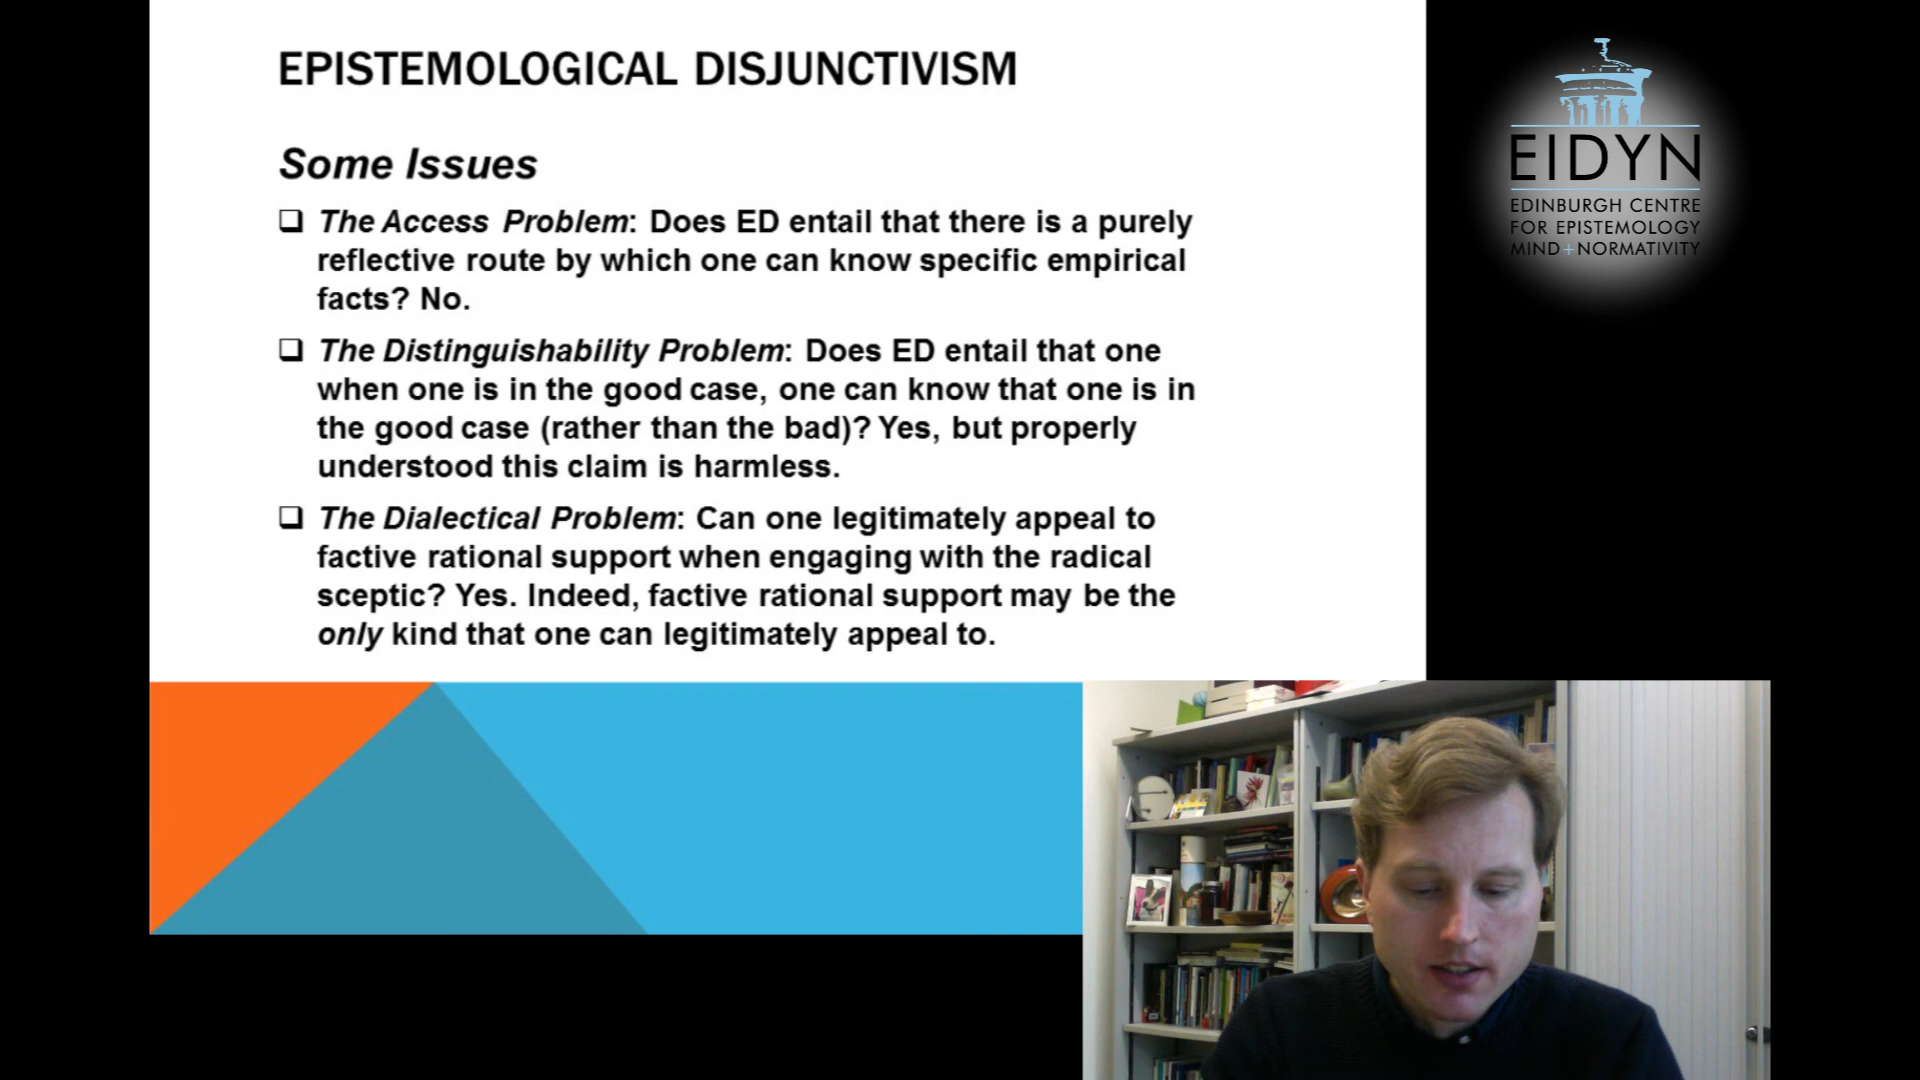 EPISTEMOLOGICAL DISJUNCTIVISM
Some Issues
❑ The Access Problem: Does ED entail that there is a purely
reflective route by which one can know specific empirical
facts? No.
❑ The Distinguishability Problem: Does ED entail that one
when one is in the good case, one can know that one is in
the good case (rather than the bad)? Yes, but properly
understood this claim is harmless.
❑ The Dialectical Problem: Can one legitimately appeal to
factive rational support when engaging with the radical
sceptic? Yes. Indeed, factive rational support may be the
only kind that one can legitimately appeal to.
EIDYN
EDINBURGH CENTRE
FOR EPISTEMOLOGY
MIND+NORMATIVITY